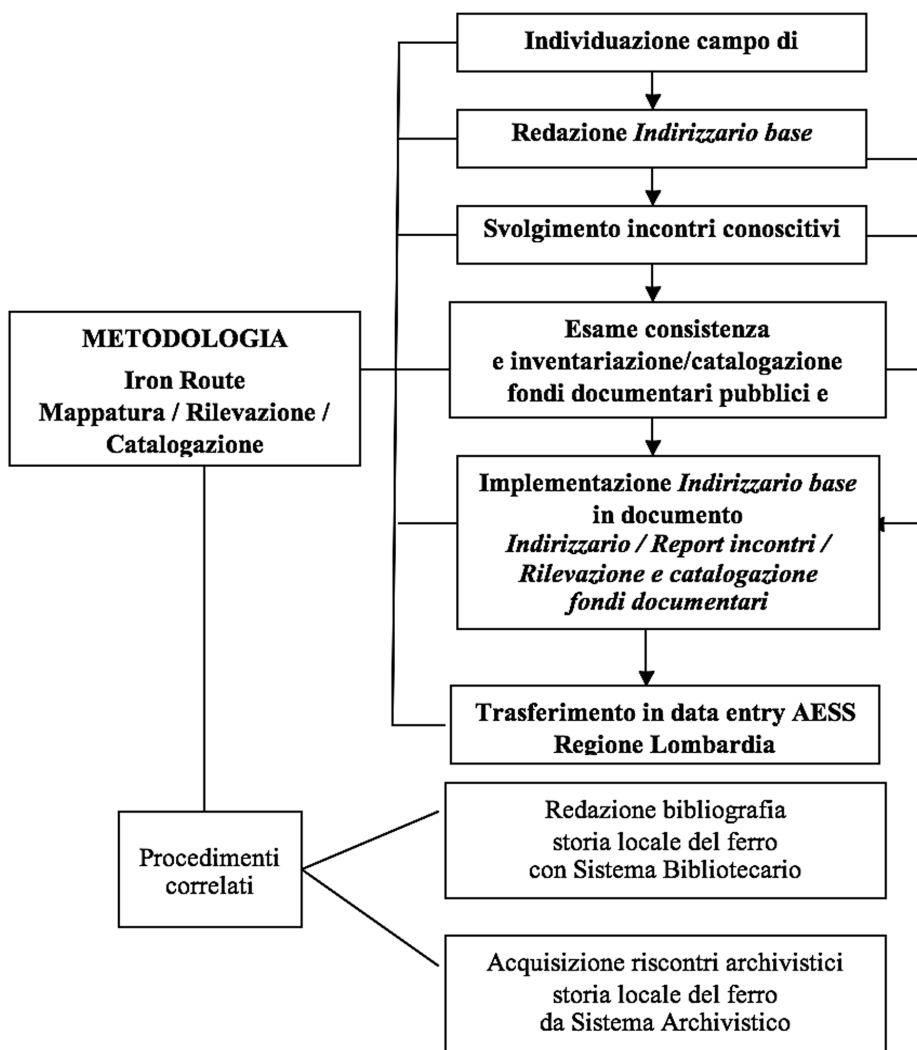 Individuazione campo di
Redazione Indirizzario base
Svolgimento incontri conoscitivi
Esame consistenza
e inventariazione/catalogazione
fondi documentari pubblici e
METODOLOGIA
Iron Route
Mappatura / Rilevazione /
Catalogazione
Implementazione Indirizzario base
in documento
Indirizzario / Report incontri /
Rilevazione e catalogazione
fondi documentari
Trasferimento in data entry AESS
Regione Lombardia
Procedimenti
correlati
Redazione bibliografia
storia locale del ferro
con Sistema Bibliotecario
Acquisizione riscontri archivistici
storia locale del ferro
da Sistema Archivistico